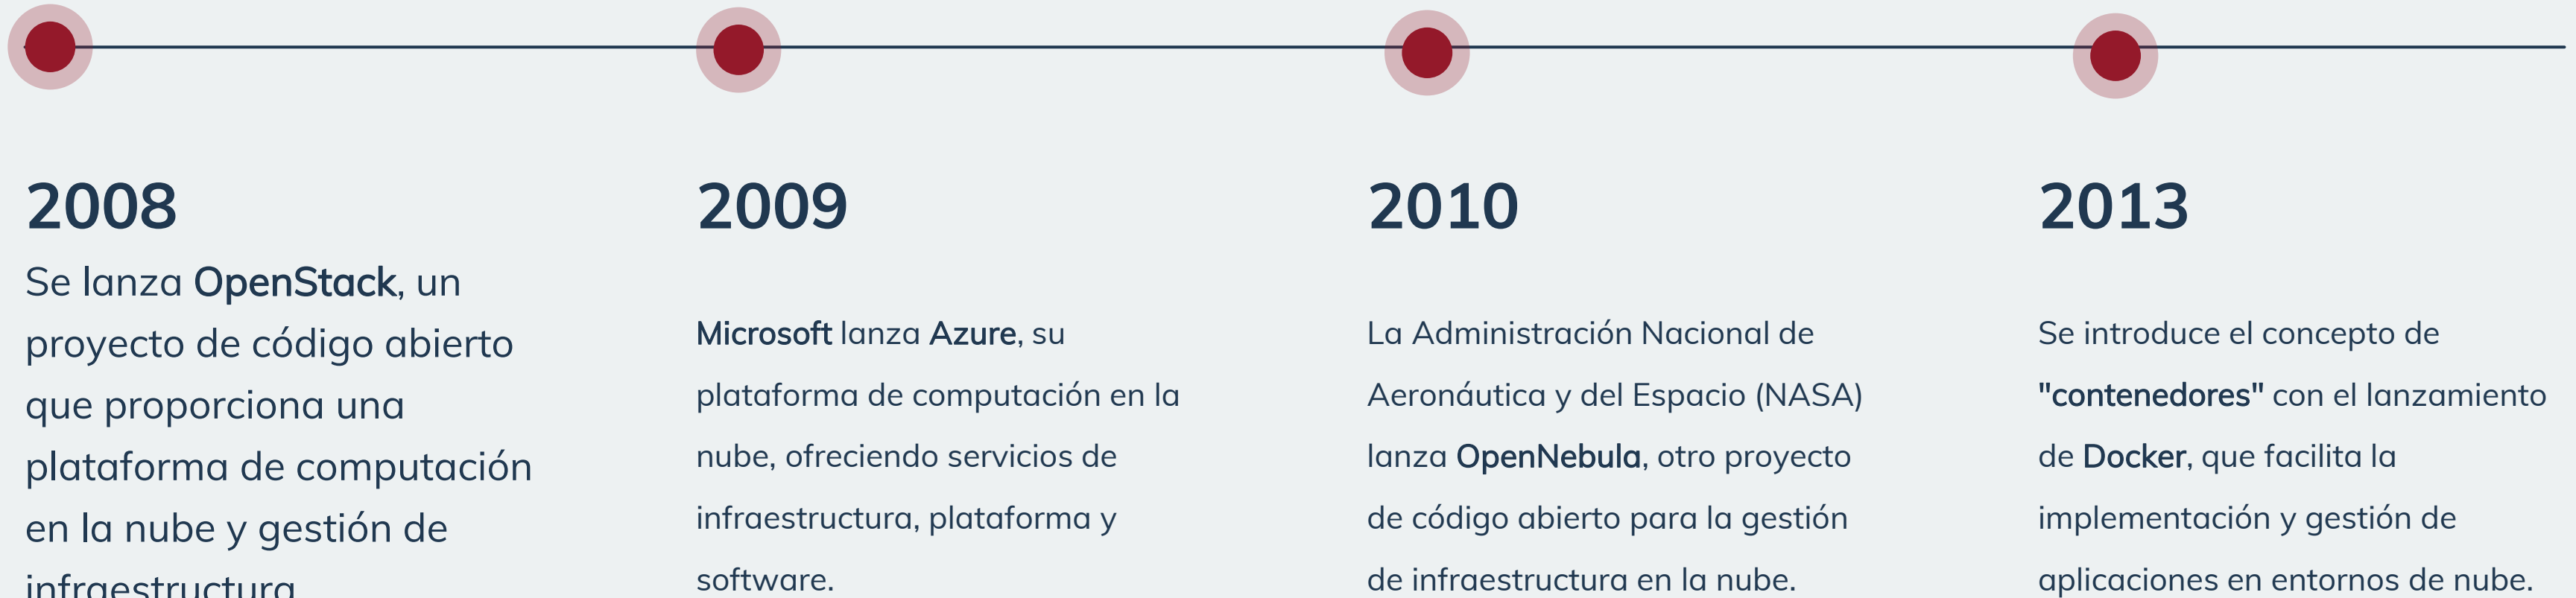 2008
Se lanza OpenStack, un
proyecto de código abierto
que proporciona una
plataforma de computación
en la nube y gestión de
infraestructura
2009
Microsoft lanza Azure, su
plataforma de computación en la
nube, ofreciendo servicios de
infraestructura, plataforma y
software.
2010
La Administración Nacional de
Aeronáutica y del Espacio (NASA)
lanza OpenNebula, otro proyecto
de código abierto para la gestión
de infraestructura en la nube.
2013
Se introduce el concepto de
"contenedores" con el lanzamiento
de Docker, que facilita la
implementación y gestión de
aplicaciones en entornos de nube.